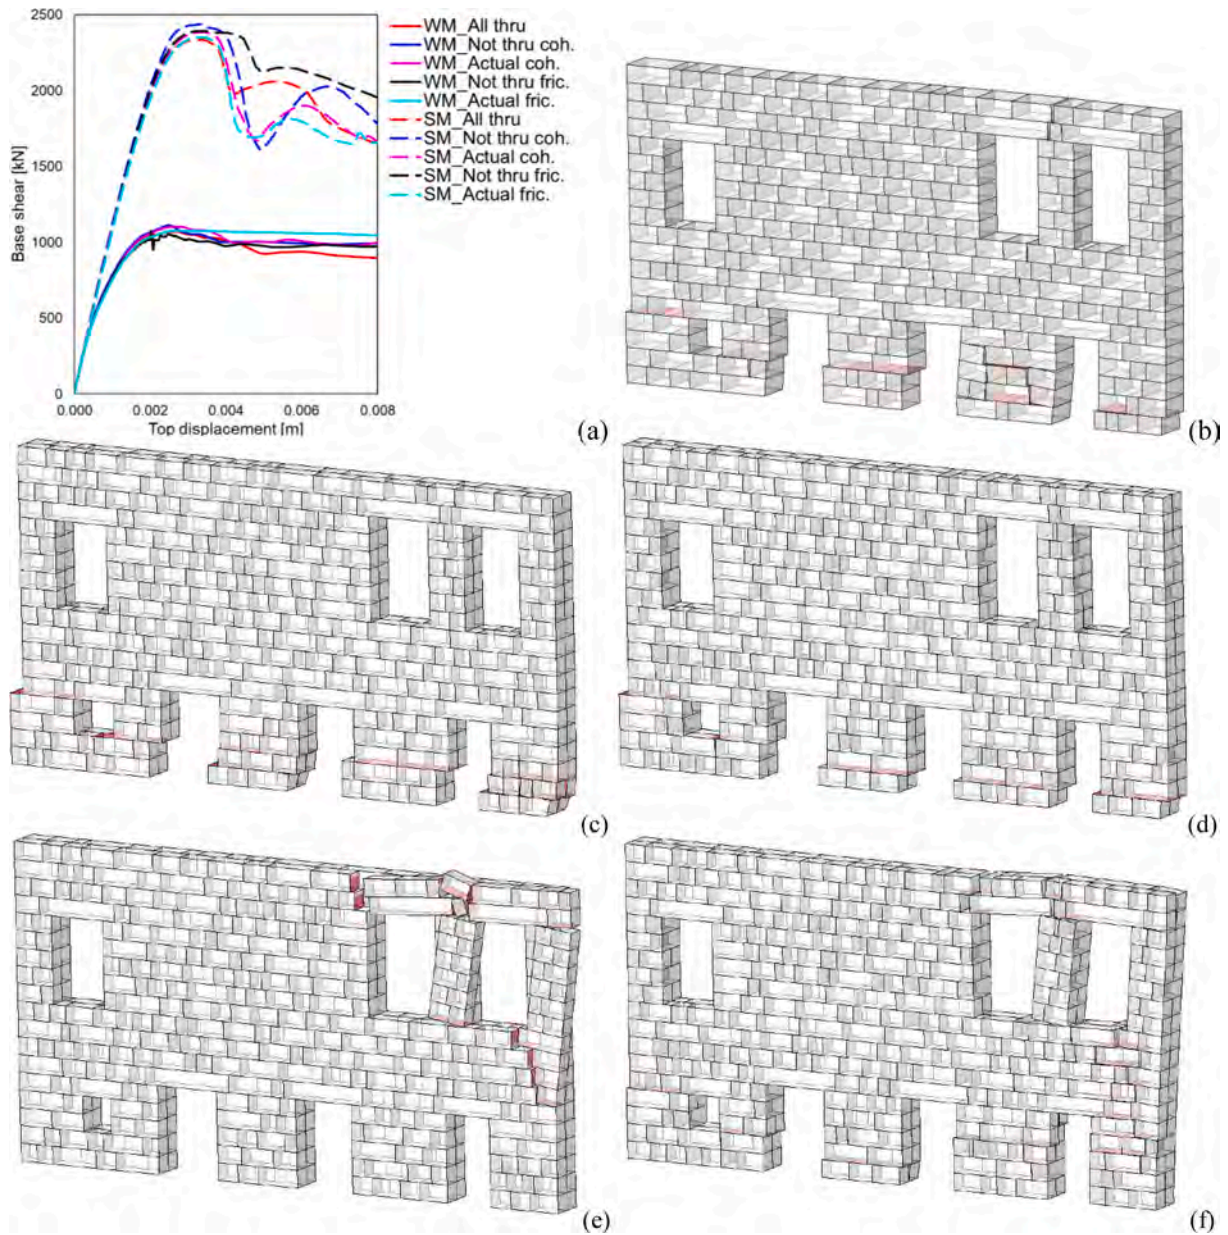 2500
2000
1500
1000
500
0
Base shear [kN]
0.000 0.002 0.004 0.006 0.008
Top displacement [m]
WM_All thru
WM_Not thru coh.
WM_Actual coh.
WM_Not thru fric.
WM_Actual fric.
SM_All thru
SM_Not thru coh.
SM_Actual coh.
SM_Not thru fric.
SM_Actual fric.
(a)
(b)
(c)
(d)
(e)
(f)